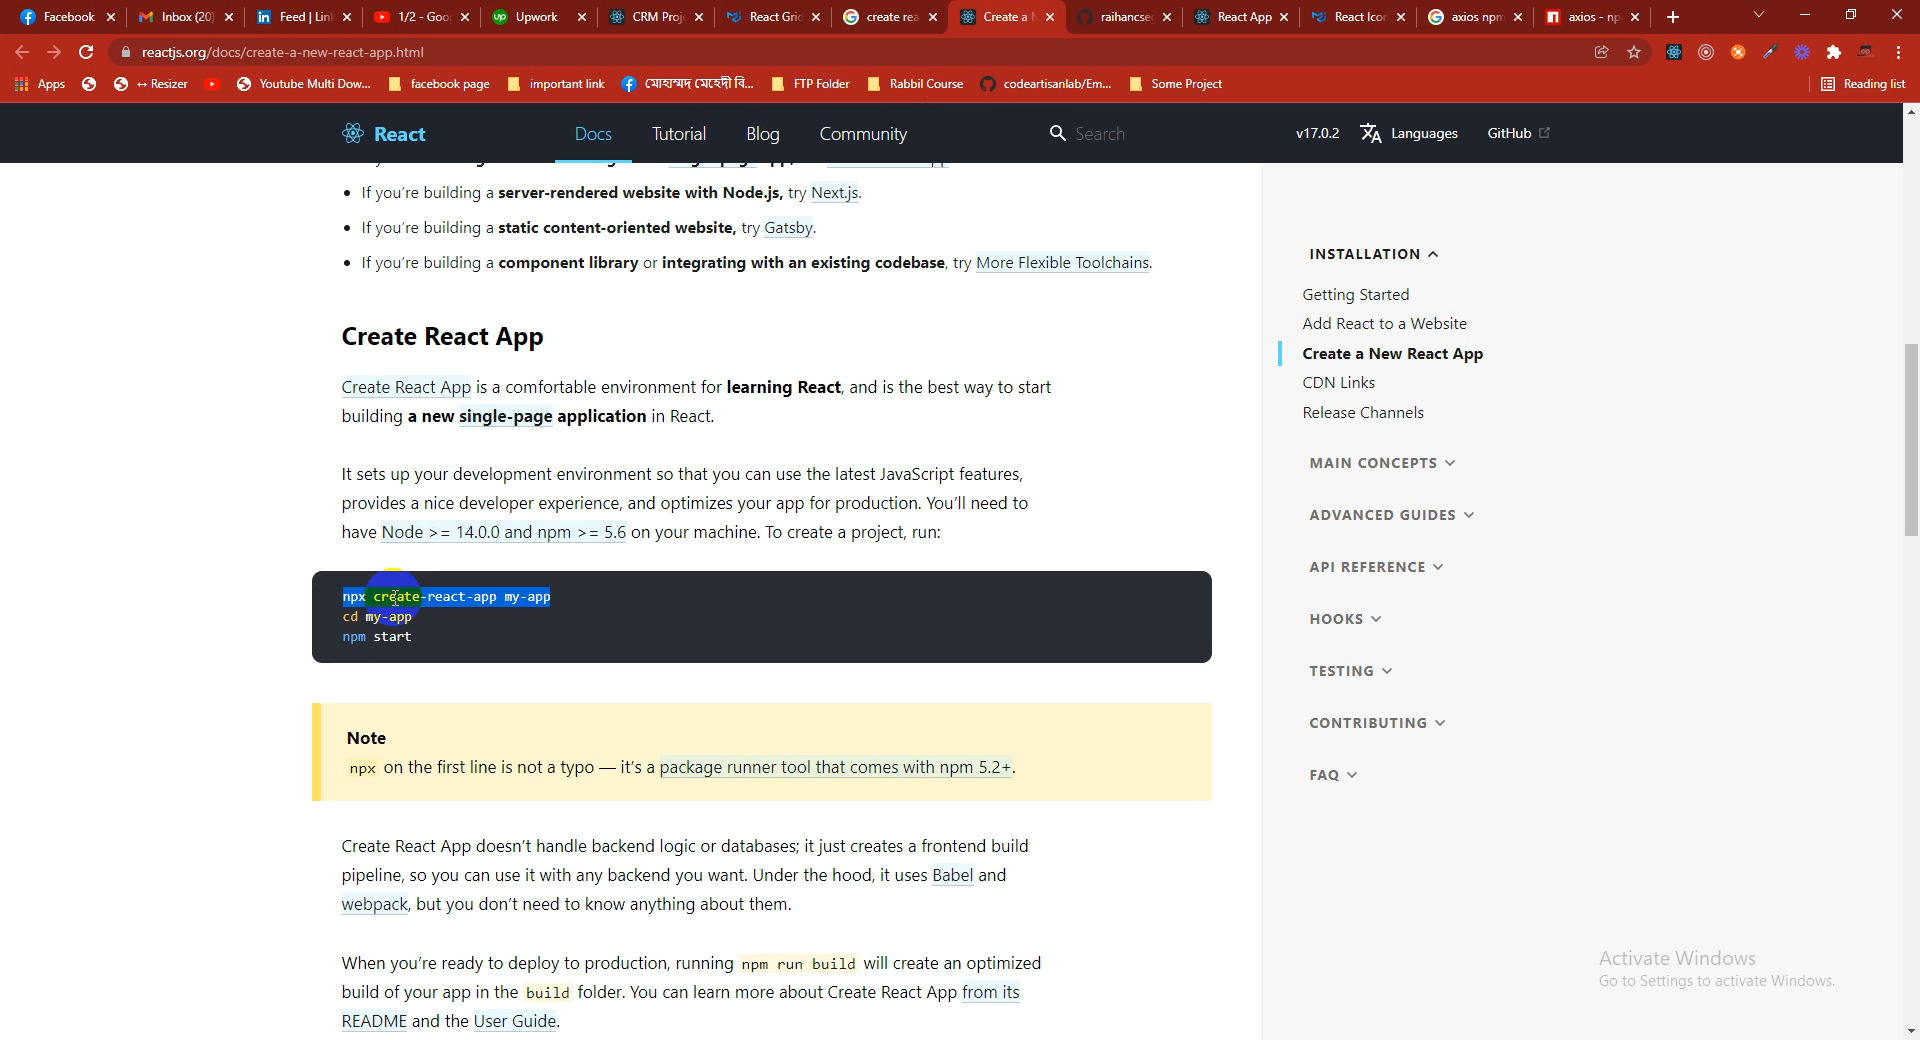 Facebook
Inbox (20)
Feed | Lin
1/2 - Goo
Upwork
CRM Proje
React Grid
create rea
Create a N
raihancse
React App
React Icon
axios npm
axios - np
reactjs.org/docs/create-a-new-react-app.html
Apps
↔ Resizer
Youtube Multi Dow...
facebook page
important link
মোহাম্মদ মেহেদী বি...
FTP Folder
Rabbil Course
codeartisanlab/Em...
Some Project
Reading list
React
Docs
Tutorial
Blog
Community
Search
v17.0.2
Languages
GitHub
If you're building a server-rendered website with Node.js, try Next.js.
If you're building a static content-oriented website, try Gatsby.
If you're building a component library or integrating with an existing codebase, try More Flexible Toolchains.
Create React App
Create React App is a comfortable environment for learning React, and is the best way to start
building a new single-page application in React.
It sets up your development environment so that you can use the latest JavaScript features,
provides a nice developer experience, and optimizes your app for production. You'll need to
have Node >= 14.0.0 and npm >= 5.6 on your machine. To create a project, run:
npx create-react-app my-app
cd my-app
npm start
Note
npx on the first line is not a typo — it's a package runner tool that comes with npm 5.2+.
Create React App doesn't handle backend logic or databases; it just creates a frontend build
pipeline, so you can use it with any backend you want. Under the hood, it uses Babel and
webpack, but you don't need to know anything about them.
When you're ready to deploy to production, running npm run build will create an optimized
build of your app in the build folder. You can learn more about Create React App from its
README and the User Guide.
INSTALLATION
Getting Started
Add React to a Website
Create a New React App
CDN Links
Release Channels
MAIN CONCEPTS
ADVANCED GUIDES
API REFERENCE
HOOKS
TESTING
CONTRIBUTING
FAQ
Activate Windows
Go to Settings to activate Windows.